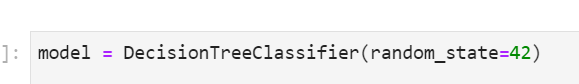 ]: model = DecisionTreeClassifier(random_state=42)